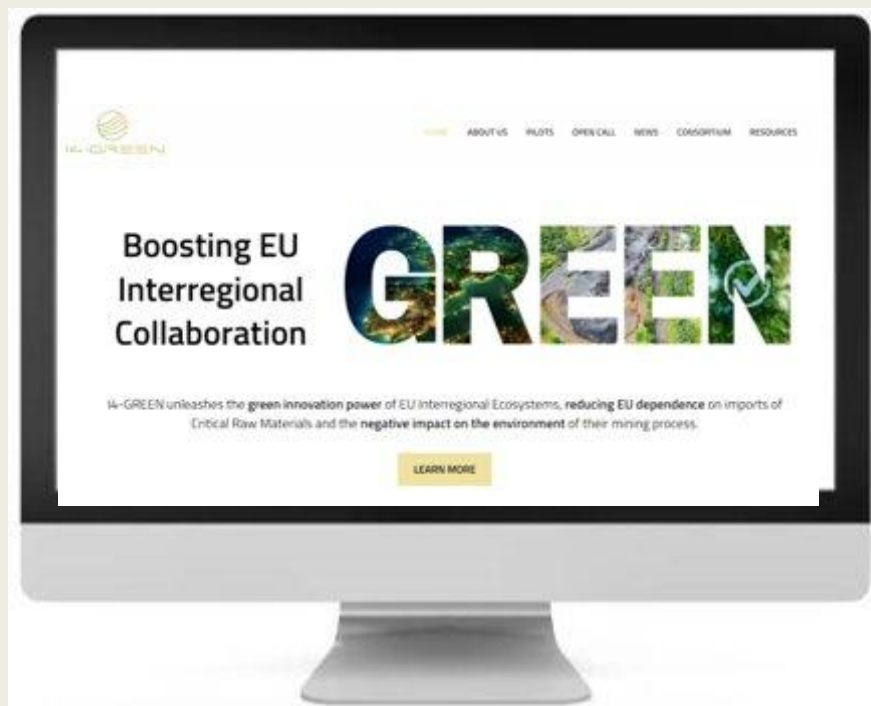 I4-GREEN
HOME ABOUT US PILOTS OPEN CALL NEWS CONSORTIUM RESOURCES
Boosting EU
Interregional
Collaboration
GREEN
I4-GREEN unleashes the green innovation power of EU Interregional Ecosystems, reducing EU dependence on imports of
Critical Raw Materials and the negative impact on the environment of their mining process.
LEARN MORE